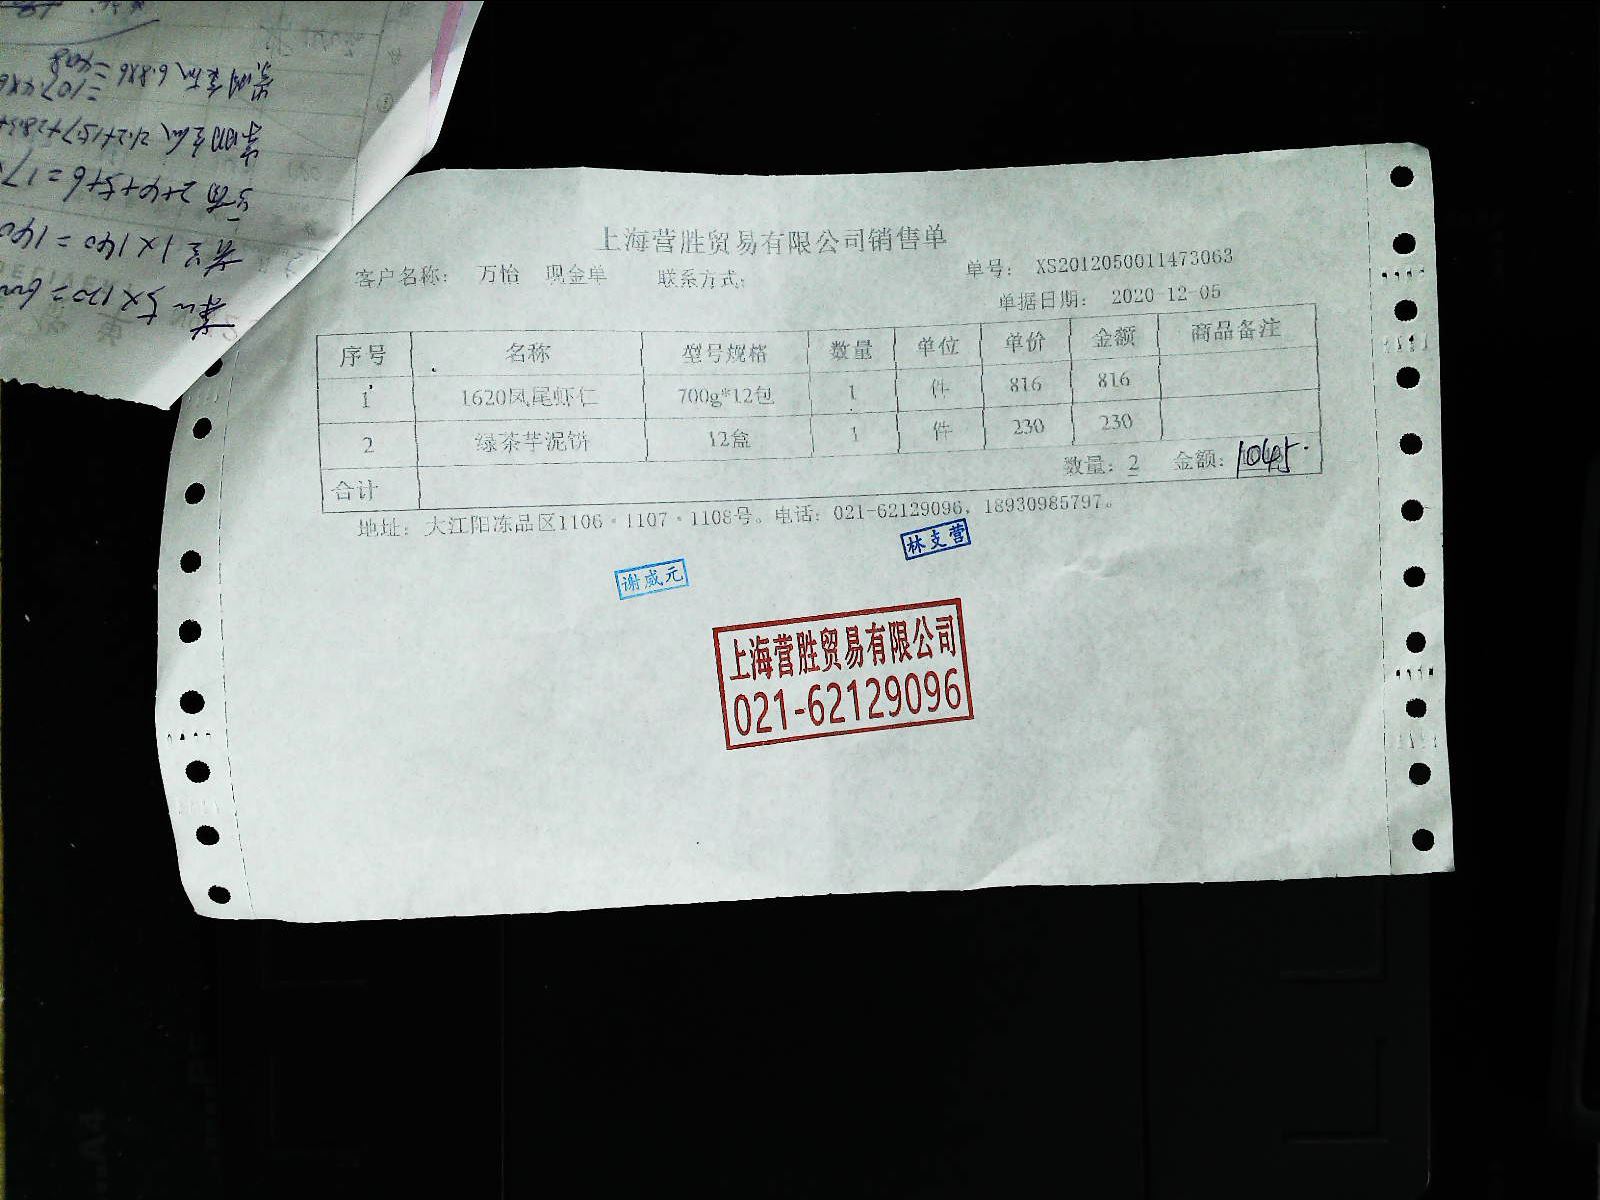 上海营胜贸易有限公司销售单
客户名称： 万怡 现金单 联系方式： 单号： XS2012050011473063
单据日期： 2020-12-05
序号 名称 型号规格 数量 单位 单价 金额 商品备注
1 1620凤尾虾仁 700g*12包 1 件 816 816
2 绿茶芋泥饼 12盒 1 件 230 230
合计 数量：2 金额：1045.
地址： 大江阳冻品区1106·1107·1108号。电话：021-62129096，18930985797。
林支营
谢威元
上海营胜贸易有限公司
021-62129096